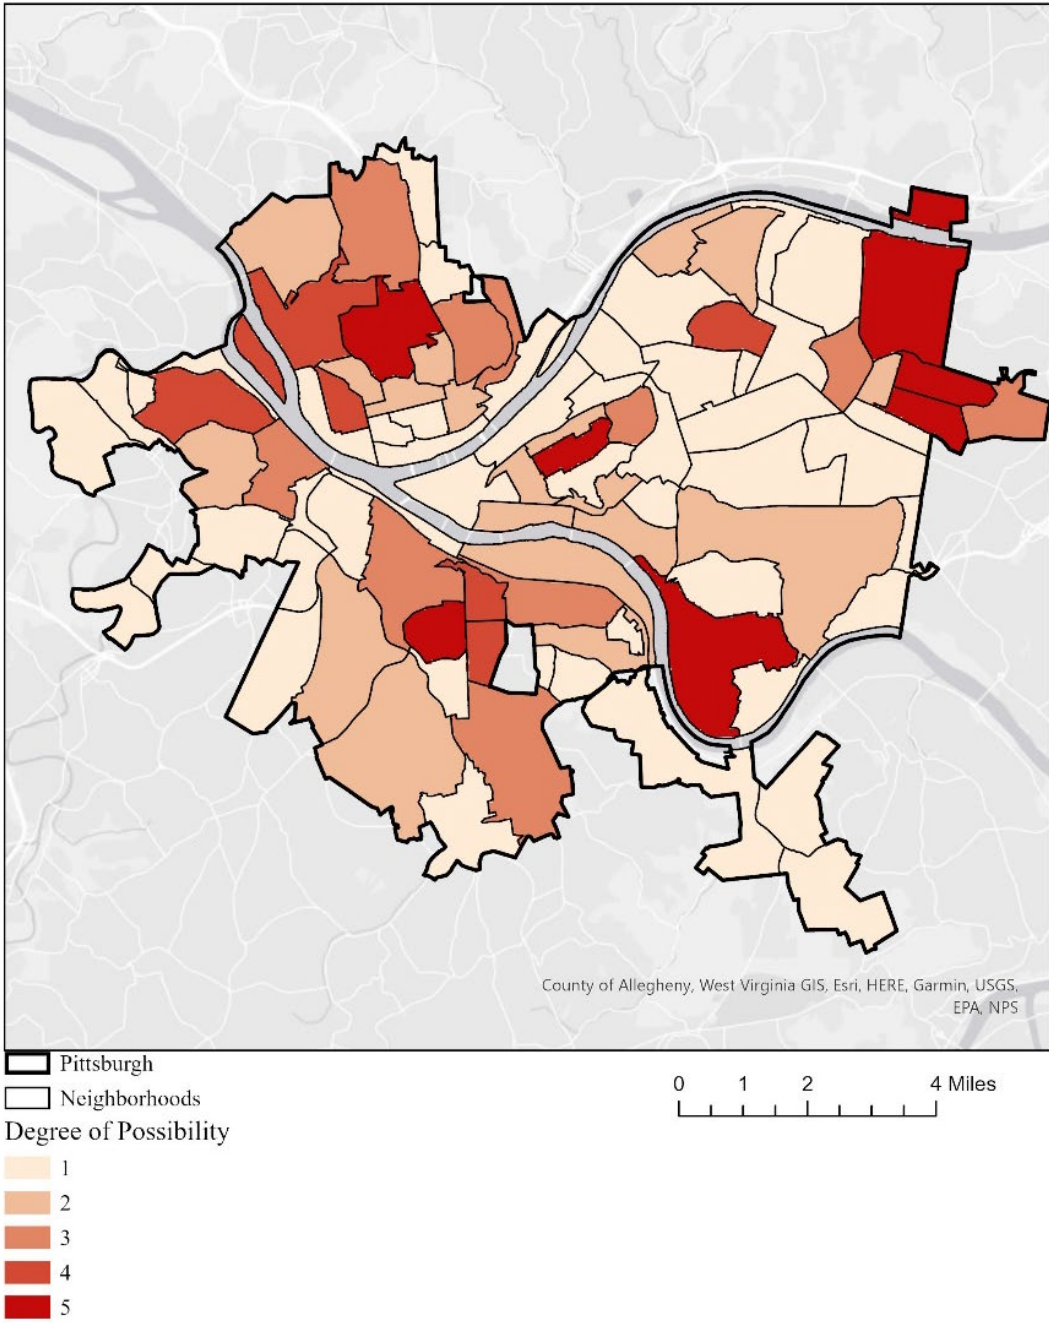 County of Allegheny, West Virginia GIS, Esri, HERE, Garmin, USGS,
EPA, NPS
Pittsburgh
0 1 2 4 Miles
Neighborhoods
Degree of Possibility
1
2
3
4
5